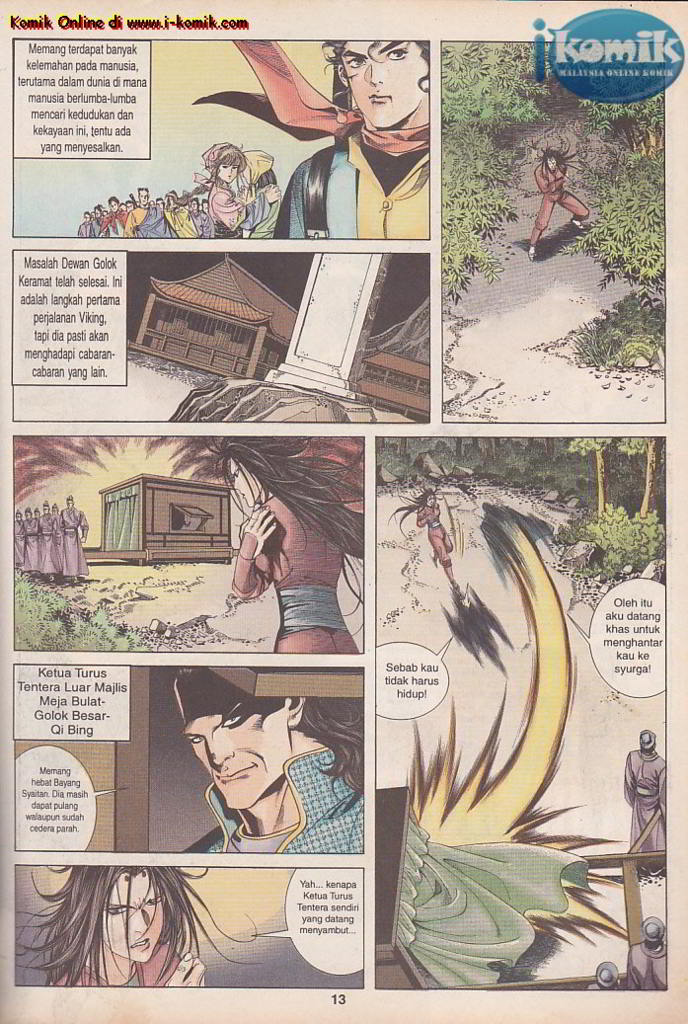 Komik Online di www.i-komik.com
ikomik
MALAYSIA ONLINE KOMIK
Memang terdapat banyak
kelemahan pada manusia,
terutama dalam dunia di mana
manusia berlumba-lumba
mencari kedudukan dan
kekayaan ini, tentu ada
yang menyesalkan.
Masalah Dewan Golok
Keramat telah selesai. Ini
adalah langkah pertama
perjalanan Viking,
tapi dia pasti akan
menghadapi cabaran-
cabaran yang lain.
Ketua Turus
Tentera Luar Majlis
Meja Bulat-
Golok Besar-
Qi Bing
Memang
hebat Bayang
Syaitan. Dia masih
dapat pulang
walaupun sudah
cedera parah.
Yah... kenapa
Ketua Turus
Tentera sendiri
yang datang
menyambut...
Oleh itu
aku datang
khas untuk
menghantar
kau ke
syurga!
Sebab kau
tidak harus
hidup!
13